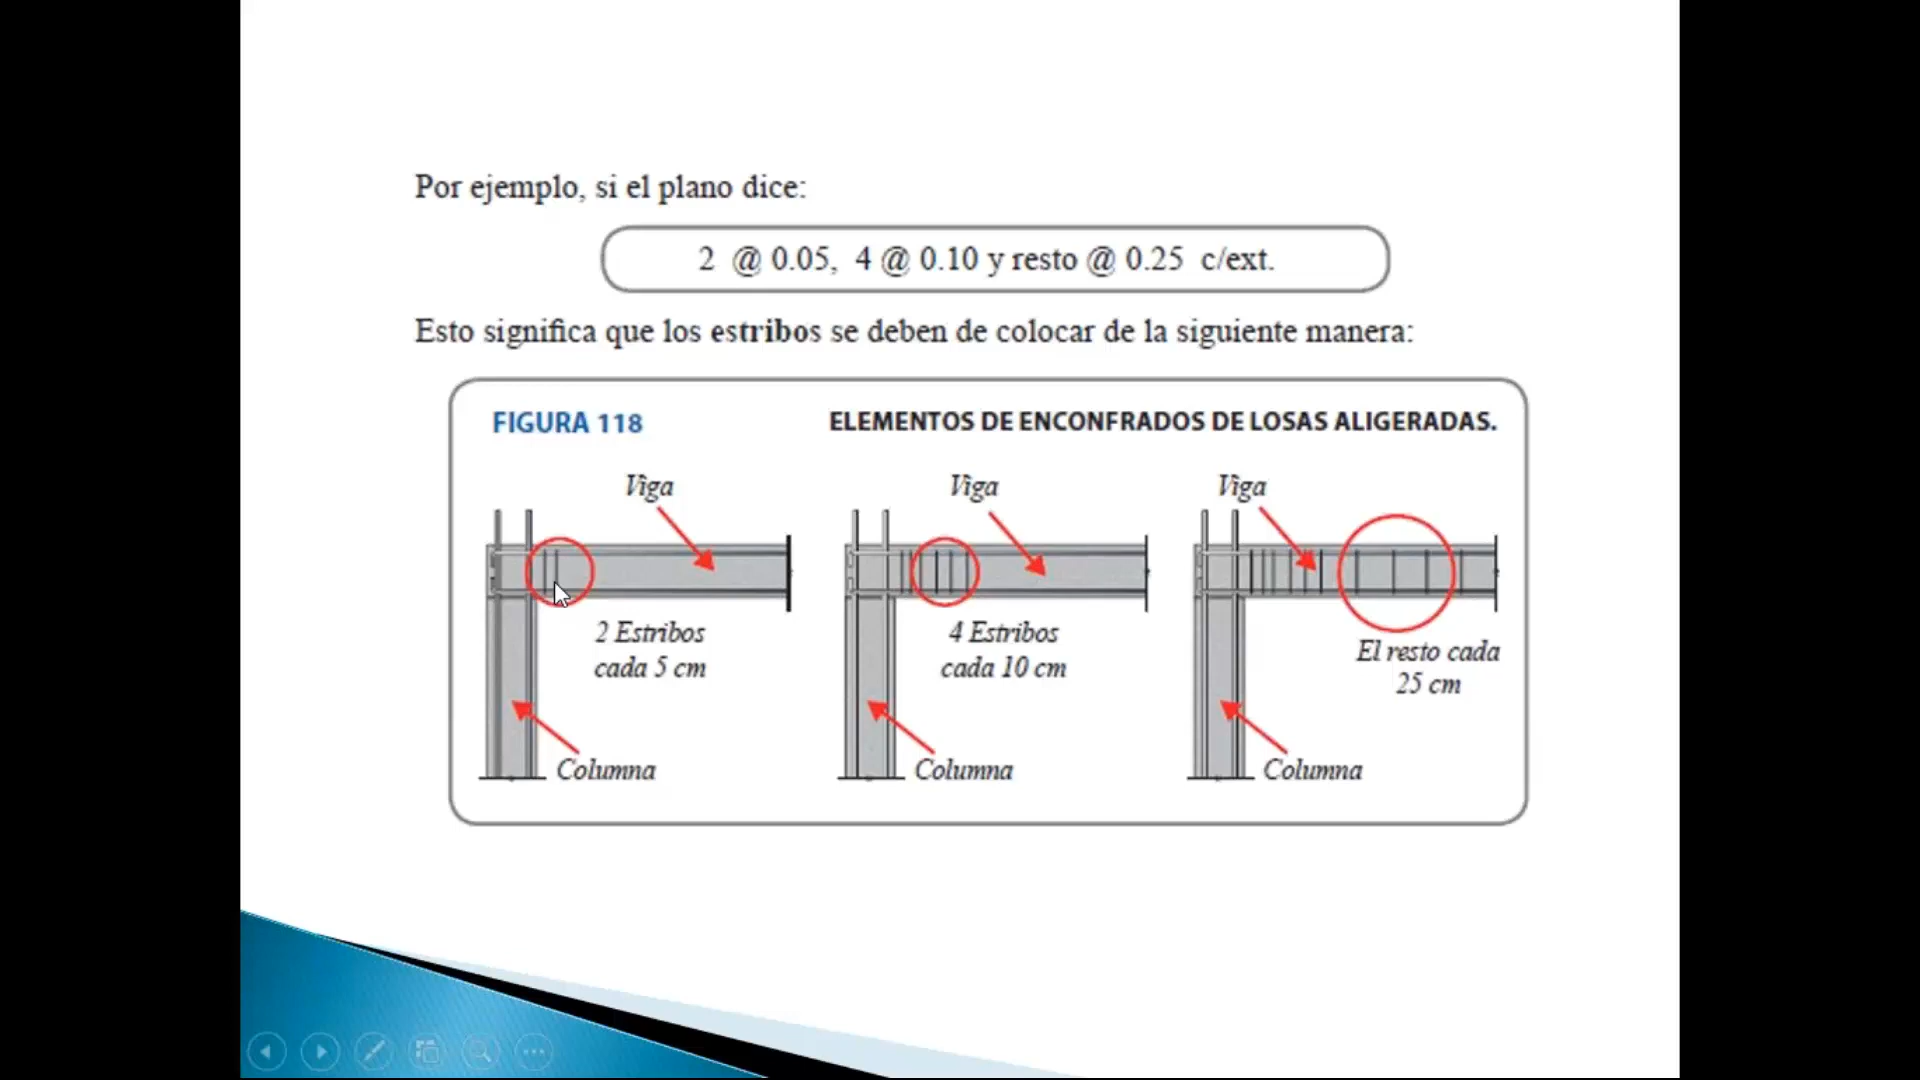 Por ejemplo, si el plano dice:
2 @ 0.05, 4 @ 0.10 y resto @ 0.25 c/ext.
Esto significa que los estribos se deben de colocar de la siguiente manera:
FIGURA 118
ELEMENTOS DE ENCONFRADOS DE LOSAS ALIGERADAS.
Viga
2 Estribos
cada 5 cm
Columna
Viga
4 Estribos
cada 10 cm
Columna
Viga
El resto cada
25 cm
Columna